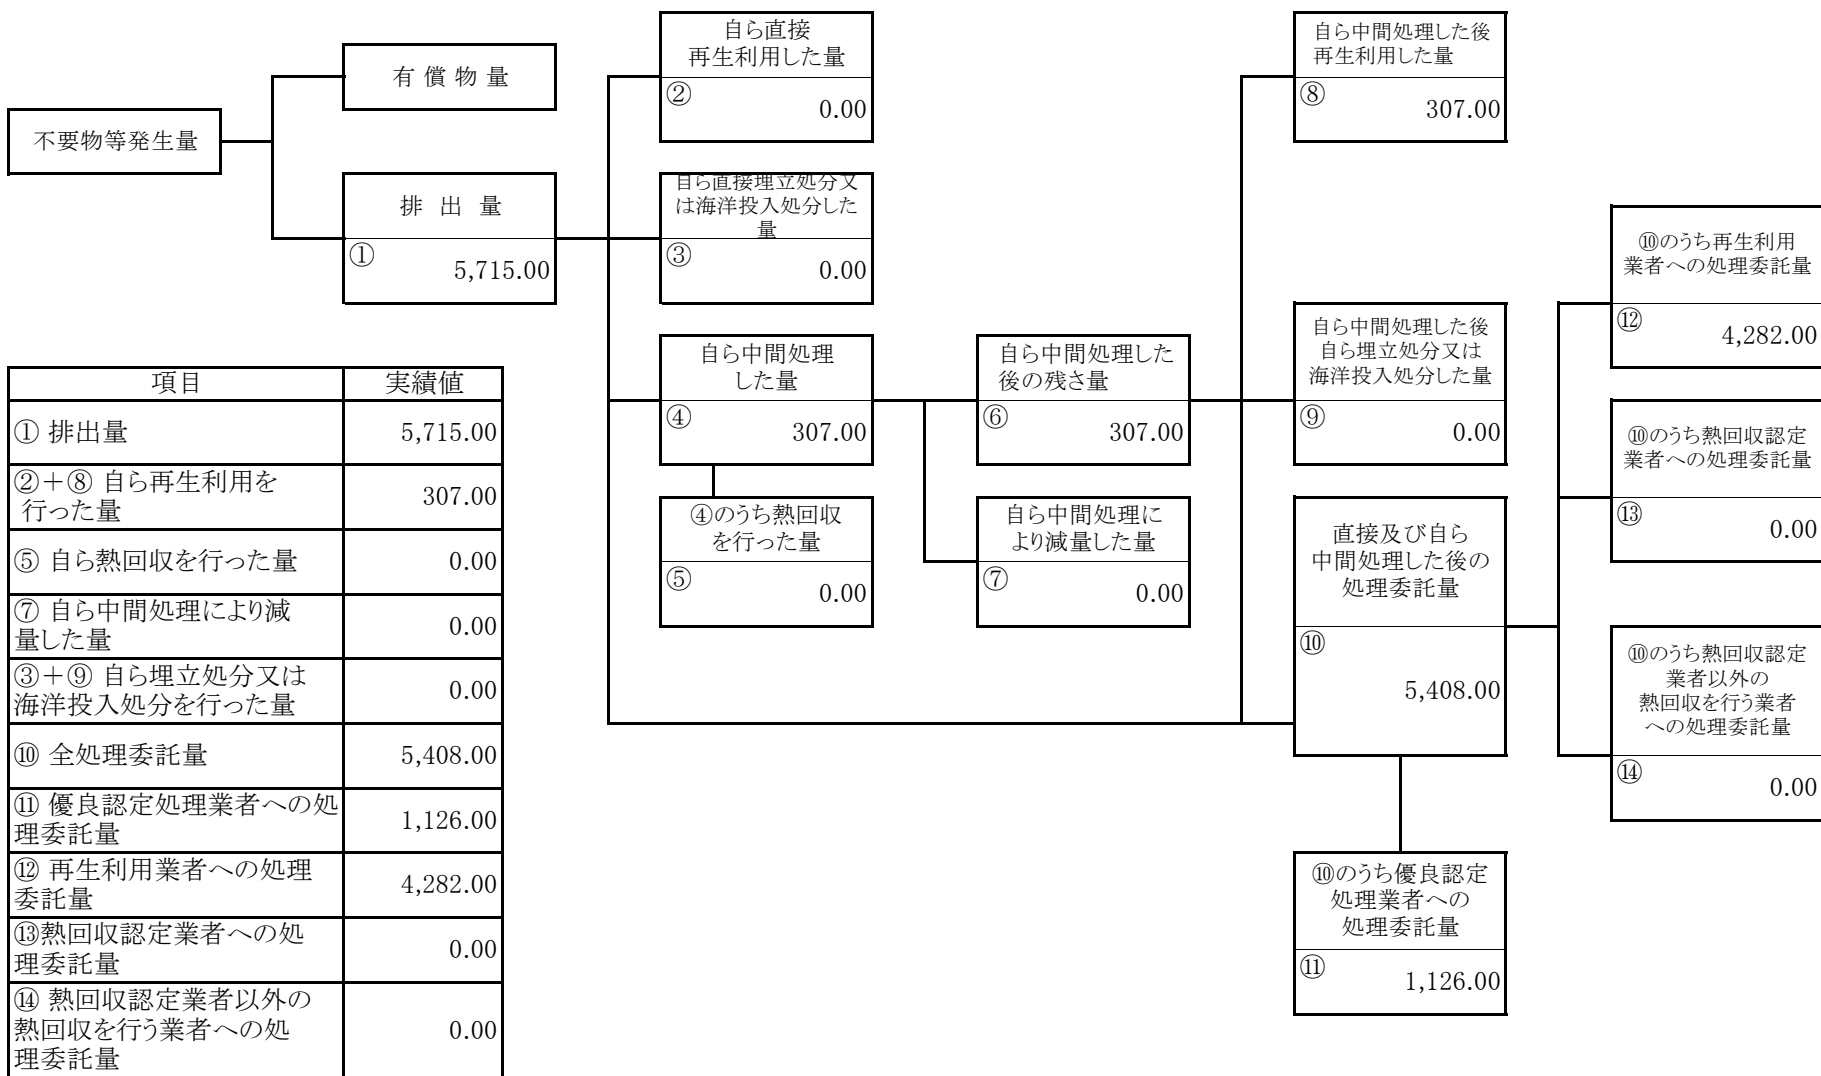 不要物等発生量
有 償 物 量
排 出 量
①
5,715.00
自ら直接
再生利用した量
②
0.00
自ら直接埋立処分又
は海洋投入処分した
量
③
0.00
自ら中間処理
した量
④
307.00
④のうち熱回収
を行った量
⑤
0.00
自ら中間処理した
後の残さ量
⑥
307.00
自ら中間処理に
より減量した量
⑦
0.00
自ら中間処理した後
再生利用した量
⑧
307.00
自ら中間処理した後
自ら埋立処分又は
海洋投入処分した量
⑨
0.00
直接及び自ら
中間処理した後の
処理委託量
⑩
5,408.00
⑩のうち優良認定
処理業者への
処理委託量
⑪
1,126.00
⑩のうち再生利用
業者への処理委託量
⑫
4,282.00
⑩のうち熱回収認定
業者への処理委託量
⑬
0.00
⑩のうち熱回収認定
業者以外の
熱回収を行う業者
への処理委託量
⑭
0.00
項目 実績値
① 排出量 5,715.00
②＋⑧ 自ら再生利用を
行った量
307.00
⑤ 自ら熱回収を行った量 0.00
⑦ 自ら中間処理により減
量した量
0.00
③＋⑨ 自ら埋立処分又は
海洋投入処分を行った量
0.00
⑩ 全処理委託量 5,408.00
⑪ 優良認定処理業者への処
理委託量
1,126.00
⑫ 再生利用業者への処理
委託量
4,282.00
⑬熱回収認定業者への処
理委託量
0.00
⑭ 熱回収認定業者以外の
熱回収を行う業者への処
理委託量
0.00